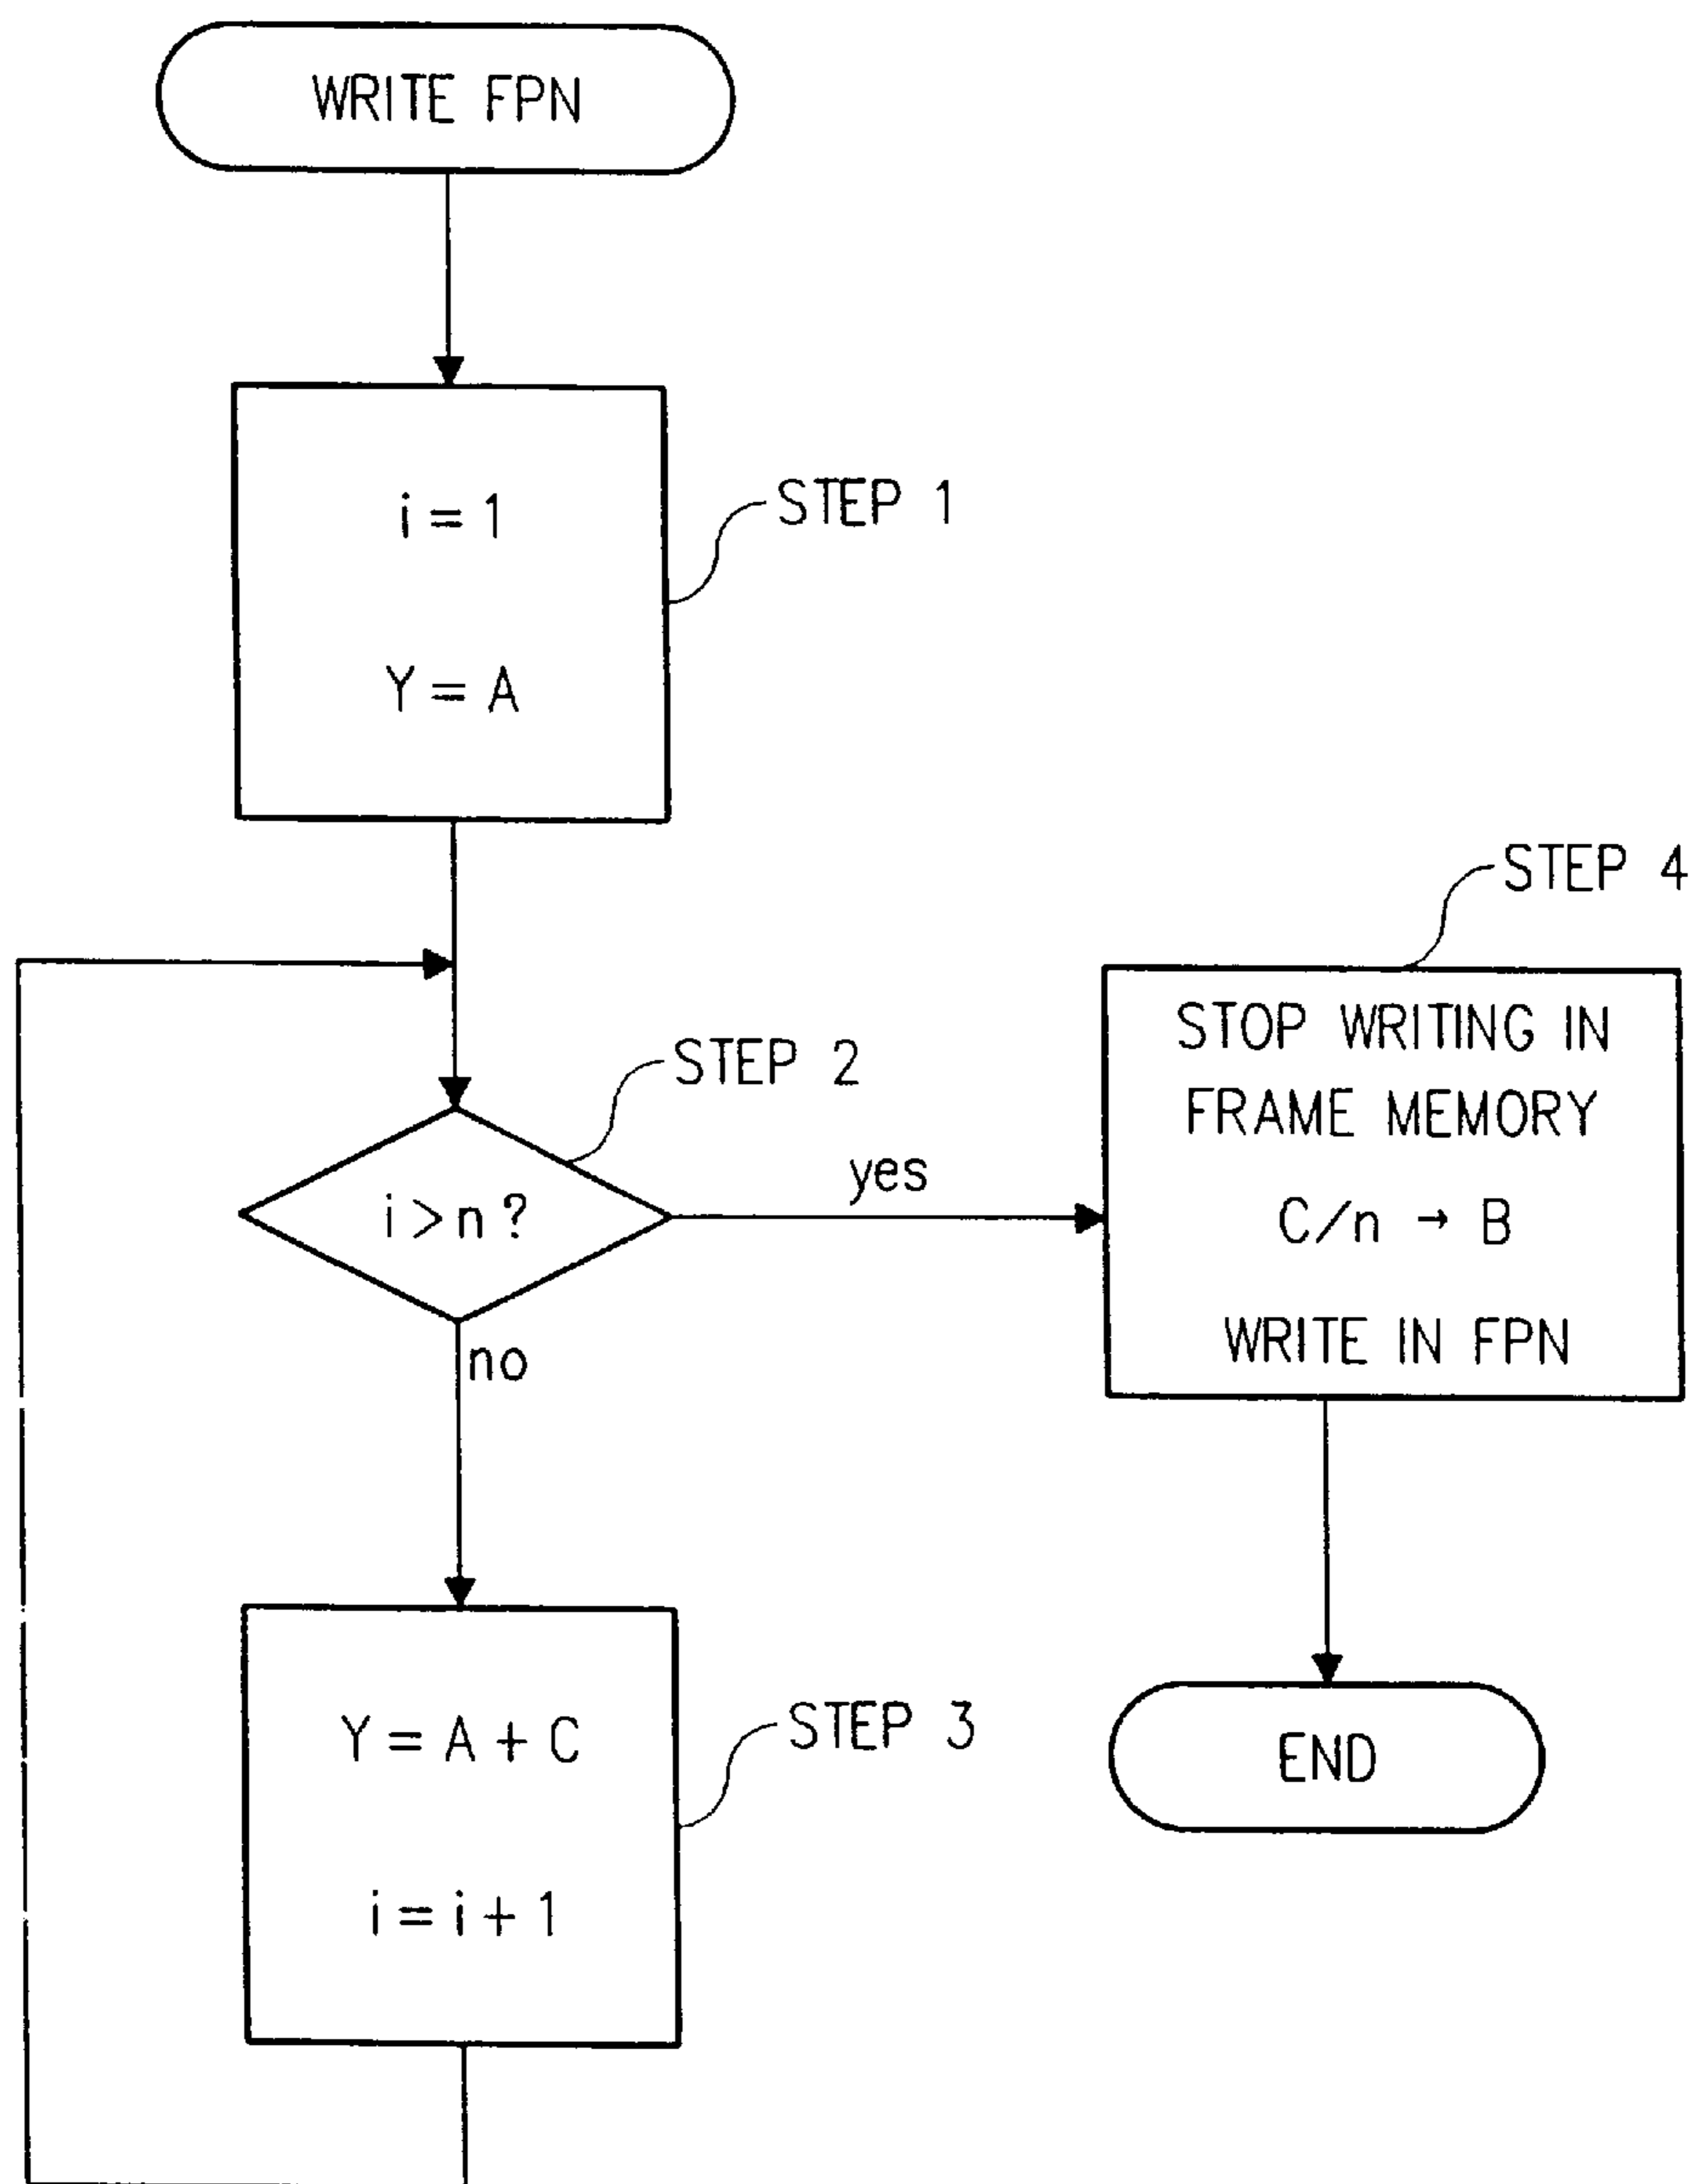 WRITE FPN
i = 1
STEP 1
Y = A
STEP 4
STOP WRITING IN
FRAME MEMORY
C/n → B
WRITE IN FPN
STEP 2
i > n ?
yes
no
Y = A + C
STEP 3
i = i + 1
END